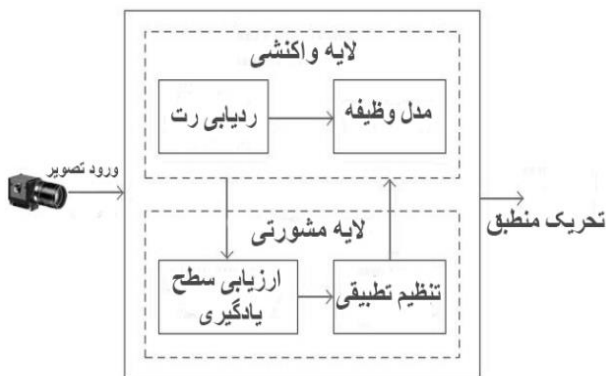 لایه واکنشی
ردیابی رت
مدل وظیفه
ورود تصویر
تحریک منطبق
لایه مشورتی
ارزیابی سطح
یادگیری
تنظیم تطبیقی